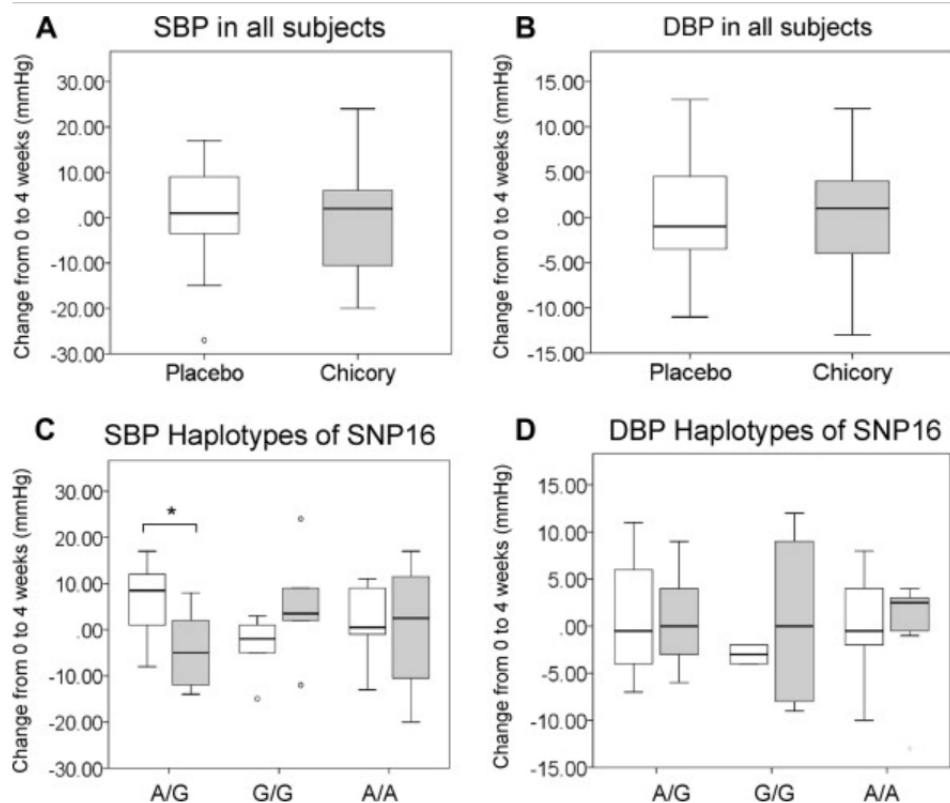 A SBP in all subjects
Change from 0 to 4 weeks (mmHg)
30.00
20.00
10.00
.00
-10.00
-20.00
-30.00
Placebo Chicory
B DBP in all subjects
Change from 0 to 4 weeks (mmHg)
15.00
10.00
5.00
.00
-5.00
-10.00
-15.00
Placebo Chicory
C SBP Haplotypes of SNP16
Change from 0 to 4 weeks (mmHg)
30.00
20.00
10.00
.00
-10.00
-20.00
-30.00
*
A/G G/G A/A
D DBP Haplotypes of SNP16
Change from 0 to 4 weeks (mmHg)
15.00
10.00
5.00
.00
-5.00
-10.00
-15.00
A/G G/G A/A